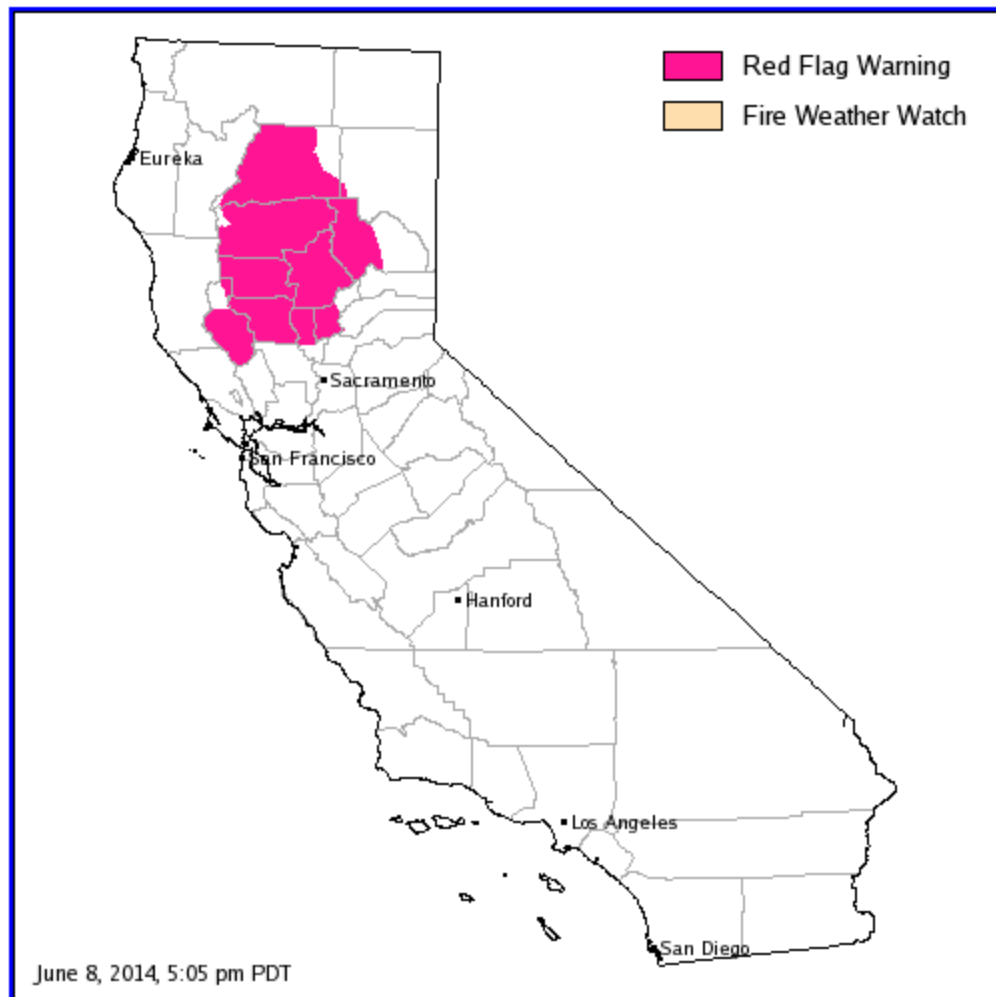 Red Flag Warning
Fire Weather Watch
Eureka
Sacramento
San Francisco
Hanford
Los Angeles
San Diego
June 8, 2014, 5:05 pm PDT